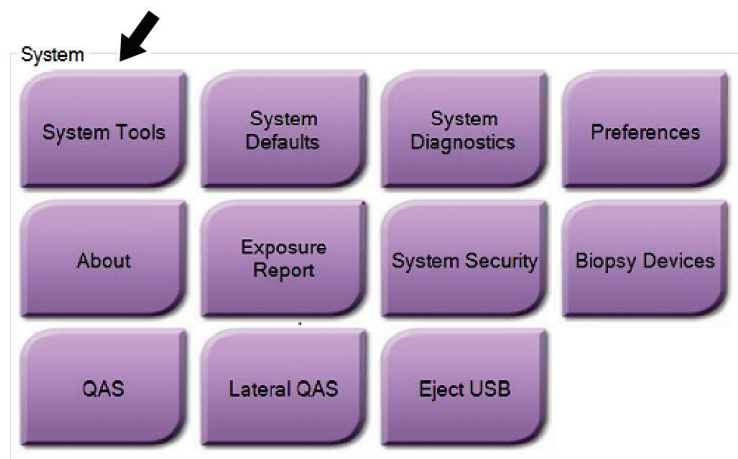 System
System Tools
System
Defaults
System
Diagnostics
Preferences
About
Exposure
Report
System Security
Biopsy Devices
QAS
Lateral QAS
Eject USB